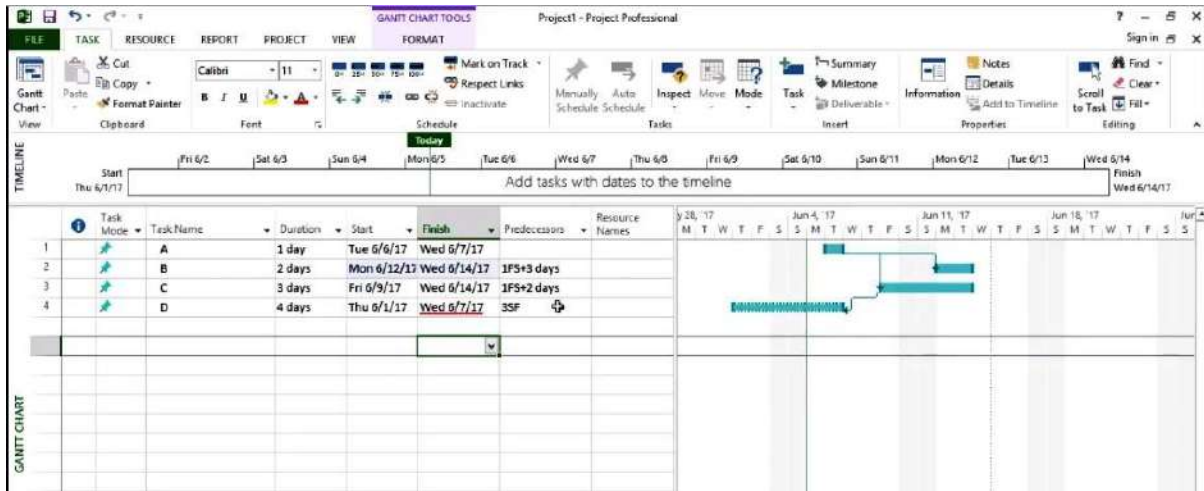 GANTT CHART TOOLS
Project1 - Project Professional
?
FILE TASK RESOURCE REPORT PROJECT VIEW FORMAT
Sign in
Gantt Chart
View
Paste
Cut
Copy
Format Painter
Clipboard
Calibri 11
B I U A
Font
0% 25% 50% 75% 100%
Mark on Track
Respect Links
Inactivate
Schedule
Manually Schedule
Auto Schedule
Inspect
Move
Mode
Tasks
Task
Summary
Milestone
Deliverable
Insert
Information
Notes
Details
Add to Timeline
Properties
Scroll to Task
Find
Clear
Fill
Editing
TIMELINE
Today
Fri 6/2 Sat 6/3 Sun 6/4 Mon 6/5 Tue 6/6 Wed 6/7 Thu 6/8 Fri 6/9 Sat 6/10 Sun 6/11 Mon 6/12 Tue 6/13 Wed 6/14
Start
Thu 6/1/17
Add tasks with dates to the timeline
Finish
Wed 6/14/17
Task Mode Task Name Duration Start Finish Predecessors Resource Names
1 A 1 day Tue 6/6/17 Wed 6/7/17
2 B 2 days Mon 6/12/17 Wed 6/14/17 1FS+3 days
3 C 3 days Fri 6/9/17 Wed 6/14/17 1FS+2 days
4 D 4 days Thu 6/1/17 Wed 6/7/17 3SF
y 28, '17 Jun 4, '17 Jun 11, '17 Jun 18, '17 Jur
M T W T F S S M T W T F S S M T W T F S S M T W T F S S
GANTT CHART